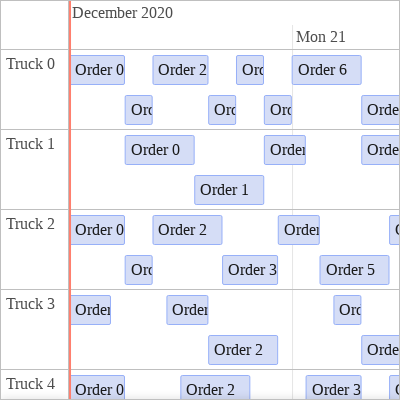 December 2020
Mon 21
Truck 0
Order 0 Order 2 Orc Order 6
Orc Orc Orc Orde
Truck 1
Order 0 Order Orde
Order 1
Truck 2
Order 0 Order 2 Order
Orc Order 3 Order 5
Truck 3
Order Order Orc
Order 2 Orde
Truck 4
Order 0 Order 2 Order 3